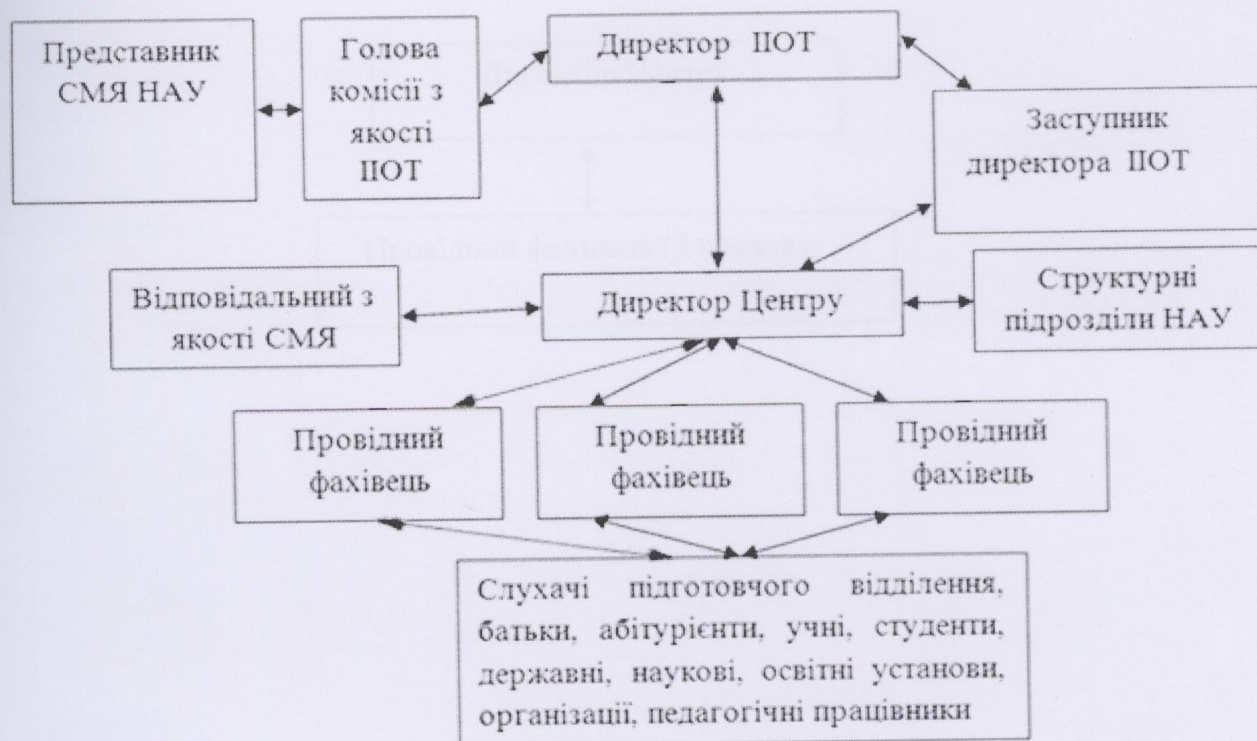 Представник
СМЯ НАУ
Голова
комісії з
якості
ІІОТ
Директор ІІОТ
Заступник
директора ІІОТ
Відповідальний з
якості СМЯ
Директор Центру
Структурні
підрозділи НАУ
Провідний
фахівець
Провідний
фахівець
Провідний
фахівець
Слухачі підготовчого відділення,
батьки, абітурієнти, учні, студенти,
державні, наукові, освітні установи,
організації, педагогічні працівники